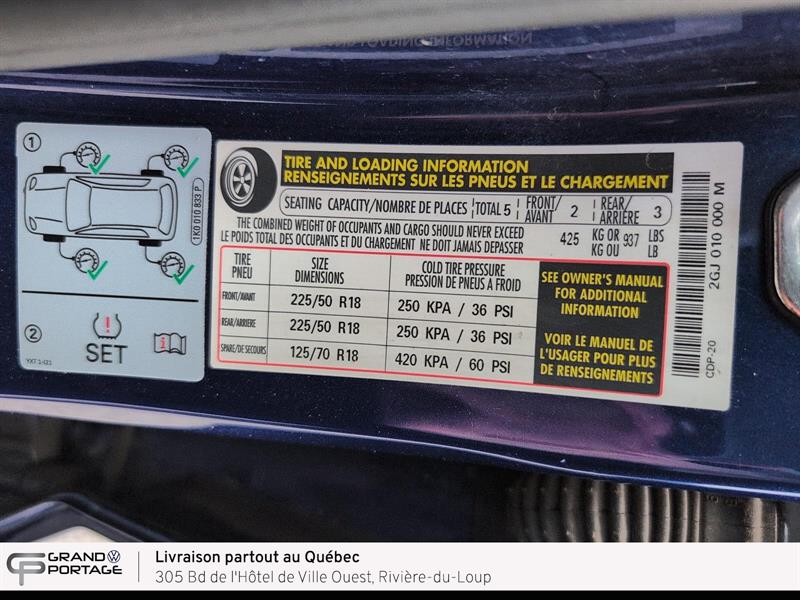 1
1K0 010 833 P
2
SET
i
TIRE AND LOADING INFORMATION
RENSEIGNEMENTS SUR LES PNEUS ET LE CHARGEMENT
SEATING CAPACITY/NOMBRE DE PLACES TOTAL 5 FRONT/AVANT 2 REAR/ARRIÈRE 3
THE COMBINED WEIGHT OF OCCUPANTS AND CARGO SHOULD NEVER EXCEED 425 KG OR 937 LBS
LE POIDS TOTAL DES OCCUPANTS ET DU CHARGEMENT NE DOIT JAMAIS DEPASSER KG OU LB
TIRE PNEU SIZE DIMENSIONS COLD TIRE PRESSURE PRESSION DE PNEUS A FROID
FRONT/AVANT 225/50 R18 250 KPA / 36 PSI
REAR/ARRIERE 225/50 R18 250 KPA / 36 PSI
SPARE/DE SECOURS 125/70 R18 420 KPA / 60 PSI
SEE OWNER'S MANUAL
FOR ADDITIONAL
INFORMATION
VOIR LE MANUEL DE
L'USAGER POUR PLUS
DE RENSEIGNEMENTS
2GJ 010 000 M
CDP-20
GP GRAND PORTAGE
Livraison partout au Québec
305 Bd de l'Hôtel de Ville Ouest, Rivière-du-Loup